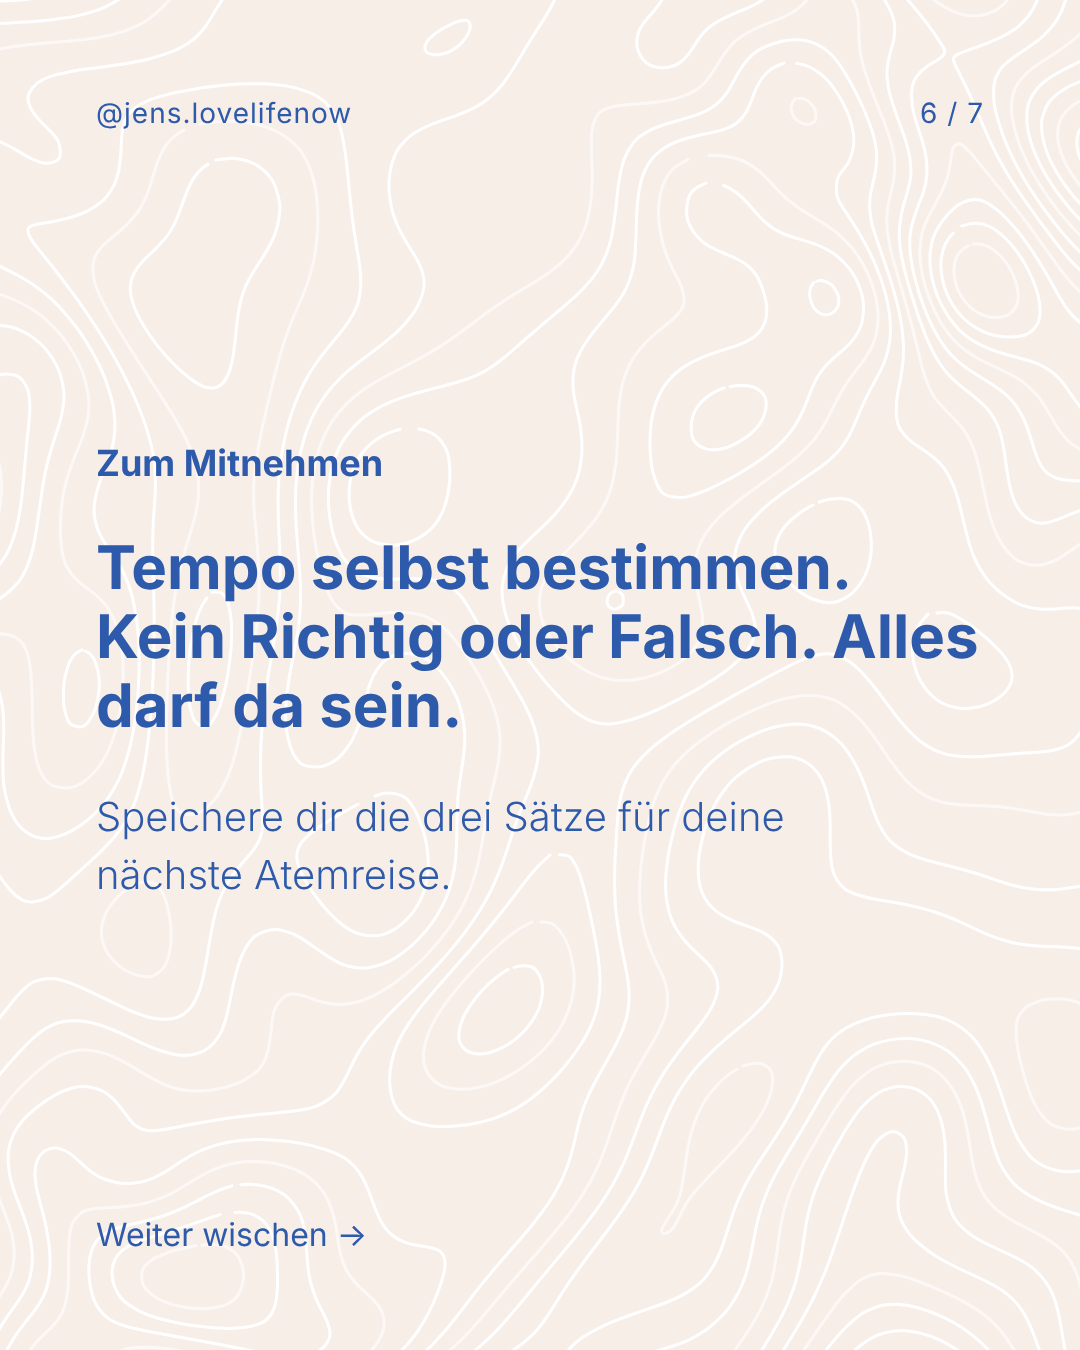 @jens.lovelifenow
6 / 7
Zum Mitnehmen
Tempo selbst bestimmen.
Kein Richtig oder Falsch. Alles
darf da sein.
Speichere dir die drei Sätze für deine
nächste Atemreise.
Weiter wischen →